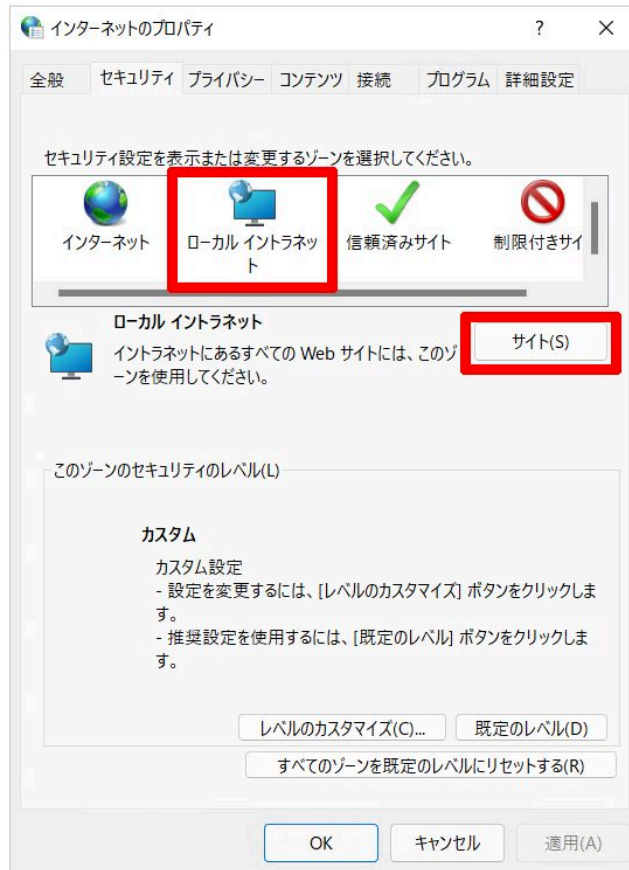 インターネットのプロパティ
?
全般 セキュリティ プライバシー コンテンツ 接続 プログラム 詳細設定
セキュリティ設定を表示または変更するゾーンを選択してください。
インターネット
ローカル イントラネッ
ト
信頼済みサイト
制限付きサイ
ローカル イントラネット
イントラネットにあるすべての Web サイトには、このゾ
ーンを使用してください。
サイト(S)
このゾーンのセキュリティのレベル(L)
カスタム
カスタム設定
- 設定を変更するには、[レベルのカスタマイズ] ボタンをクリックしま
す。
- 推奨設定を使用するには、[既定のレベル] ボタンをクリックしま
す。
レベルのカスタマイズ(C)... 既定のレベル(D)
すべてのゾーンを既定のレベルにリセットする(R)
OK キャンセル 適用(A)